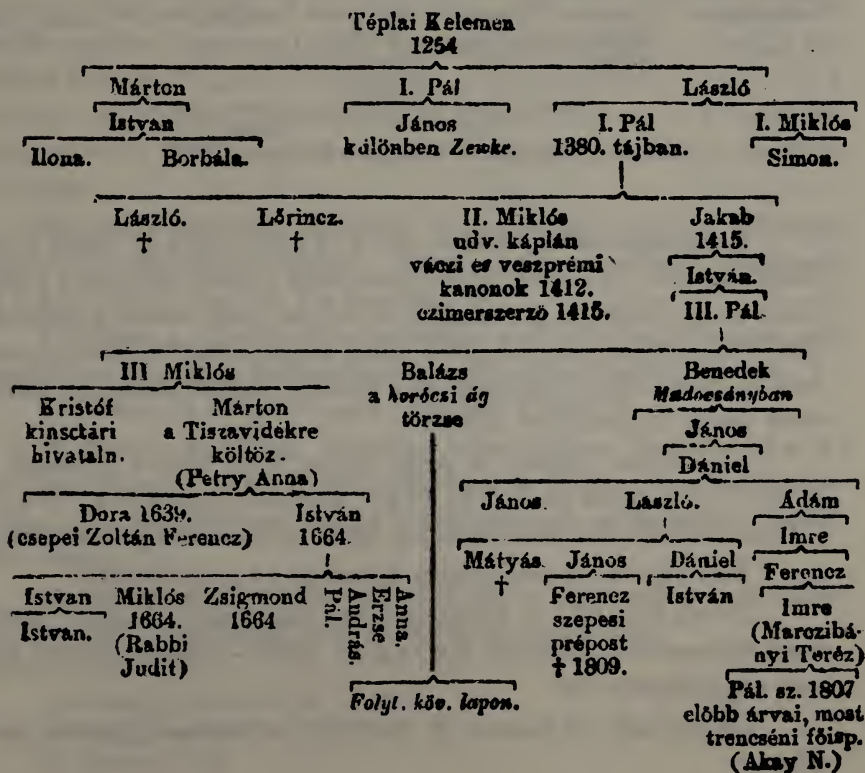 Téplai Kelemen
1254
Márton I. Pál László
Istvan János I. Pál I. Miklós
Ilona. Borbála. különben Zewke. 1380. tájban. Simon.
László. Lőrincz. II. Miklós Jakab
† † udv. káplán 1415.
váczi es veszprémi István.
kanonok 1412. III. Pál.
czimerszerző 1415.
III Miklós Balázs Benedek
Kristóf Márton a korócsi ág Madocsányban
kinsctári a Tiszavidékre törzse János
hivataln. költöz. Dániel
(Petry Anna)
Dora 1639. István János. László. Ádám
(csepei Zoltán Ferencz) 1664. Imre
Mátyás. János Dániel Ferencz
† Ferencz István Imre
Istvan Miklós Zsigmond Pál. András. Erzse Anna. szepesi (Marczibá-
Istvan. 1664. 1664 prépost nyi Teréz)
(Rabbi † 1809.
Judit)
Folyt. köv. lapon. Pál. sz. 1807
előbb árvai, most
trencséni főisp.
(Akay N.)